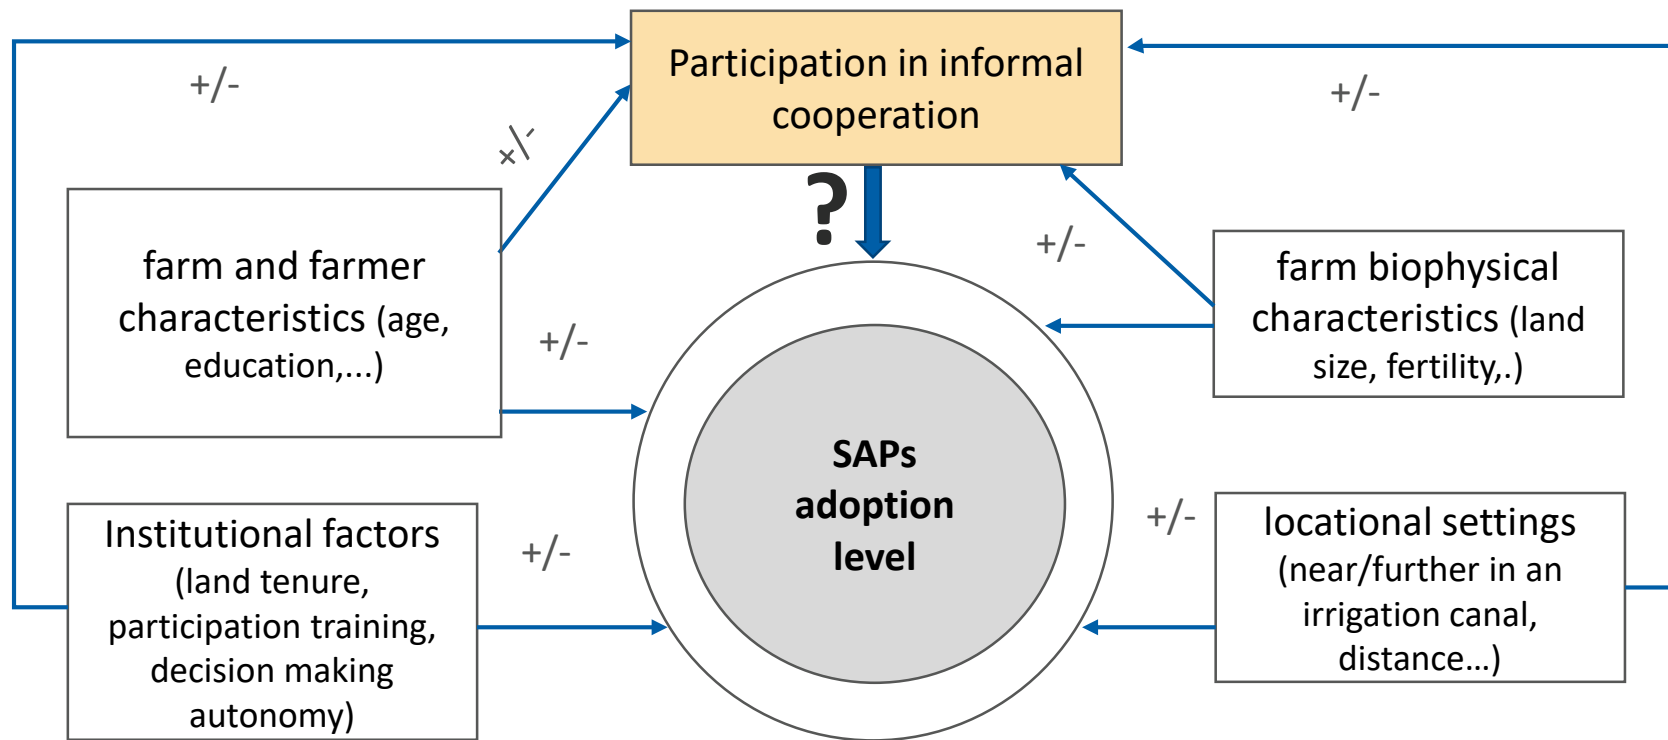 Participation in informal
cooperation
+/-
+/-
+/-
?
farm and farmer
characteristics (age,
education,...)
+/-
+/-
farm biophysical
characteristics (land
size, fertility,.)
SAPs
adoption
level
Institutional factors
(land tenure,
participation training,
decision making
autonomy)
+/-
+/-
locational settings
(near/further in an
irrigation canal,
distance...)